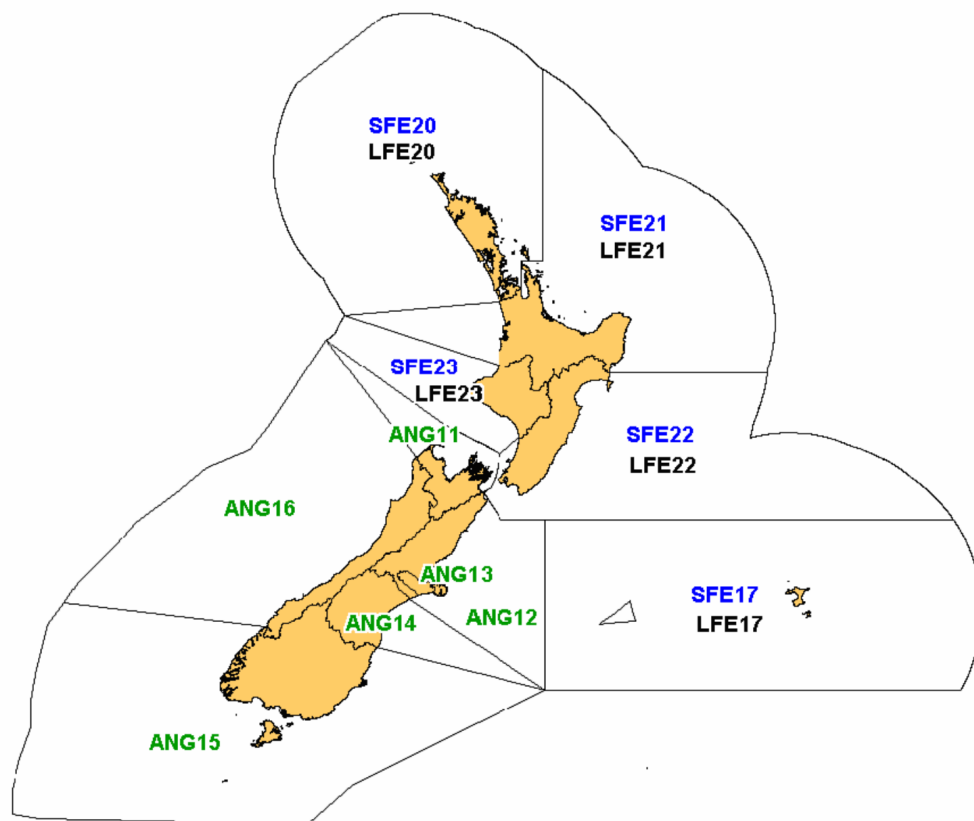 SFE20
LFE20
SFE21
LFE21
SFE23
LFE23
ANG11
SFE22
LFE22
ANG16
ANG13
SFE17
ANG12
LFE17
ANG14
ANG15